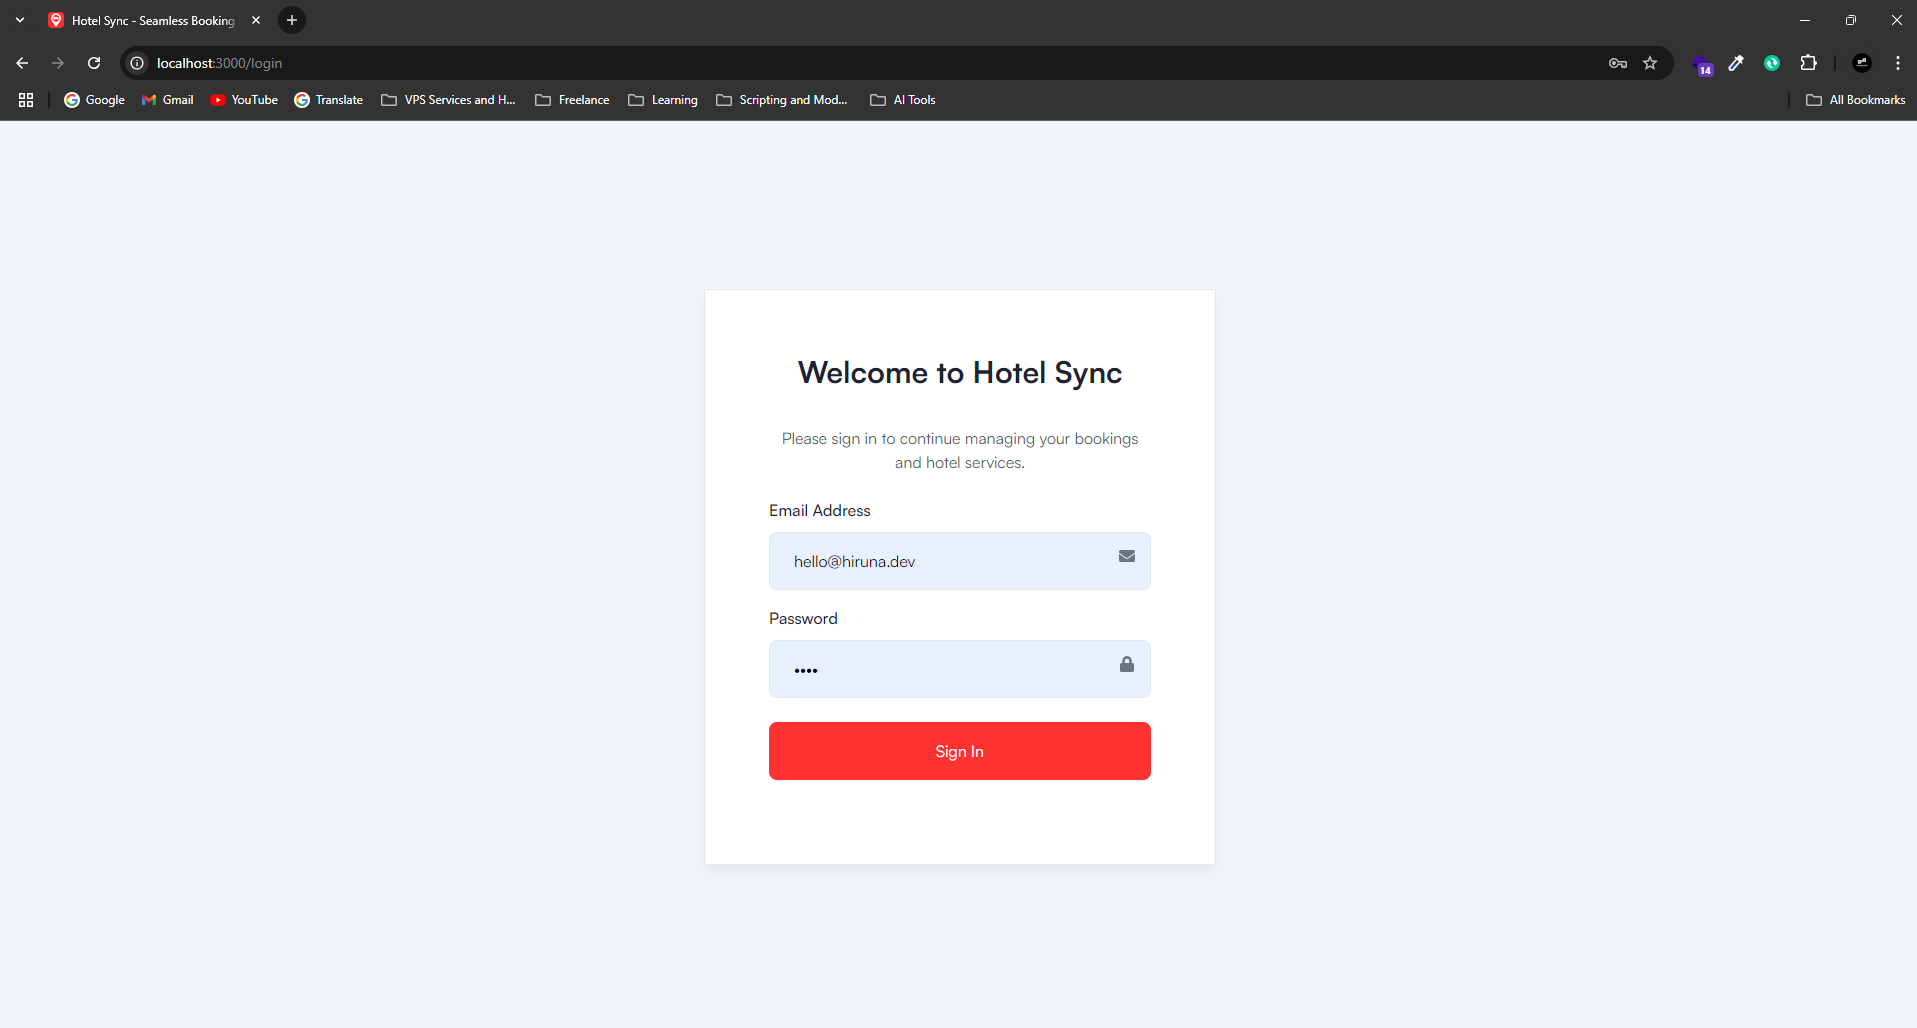 Hotel Sync - Seamless Booking
localhost:3000/login
14
Google Gmail YouTube Translate VPS Services and H... Freelance Learning Scripting and Mod... AI Tools All Bookmarks
Welcome to Hotel Sync
Please sign in to continue managing your bookings
and hotel services.
Email Address
hello@hiruna.dev
Password
••••
Sign In